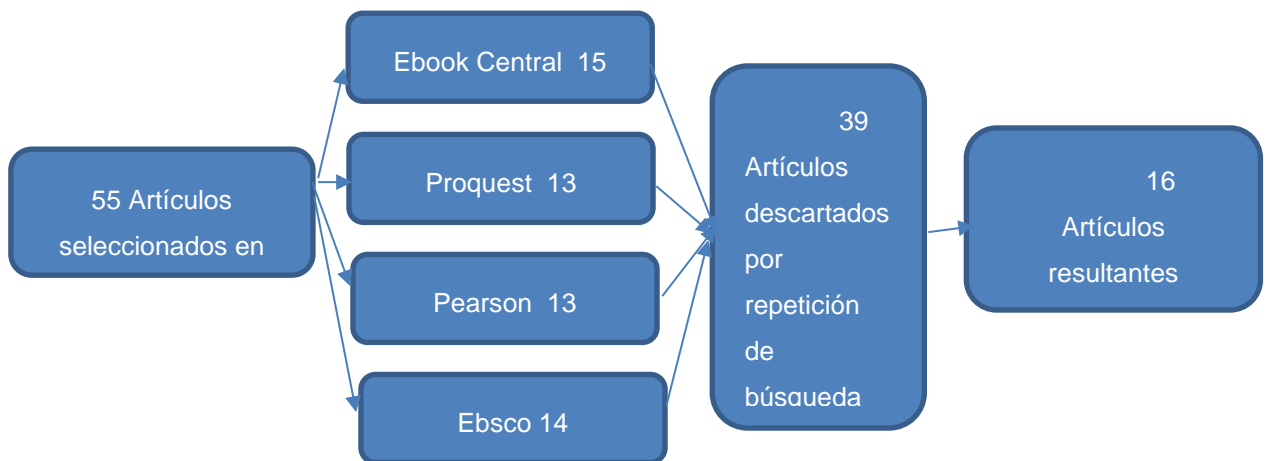 55 Artículos
seleccionados en
Ebook Central  15
Proquest  13
Pearson  13
Ebsco 14
39
Artículos
descartados
por
repetición
de
búsqueda
16
Artículos
resultantes